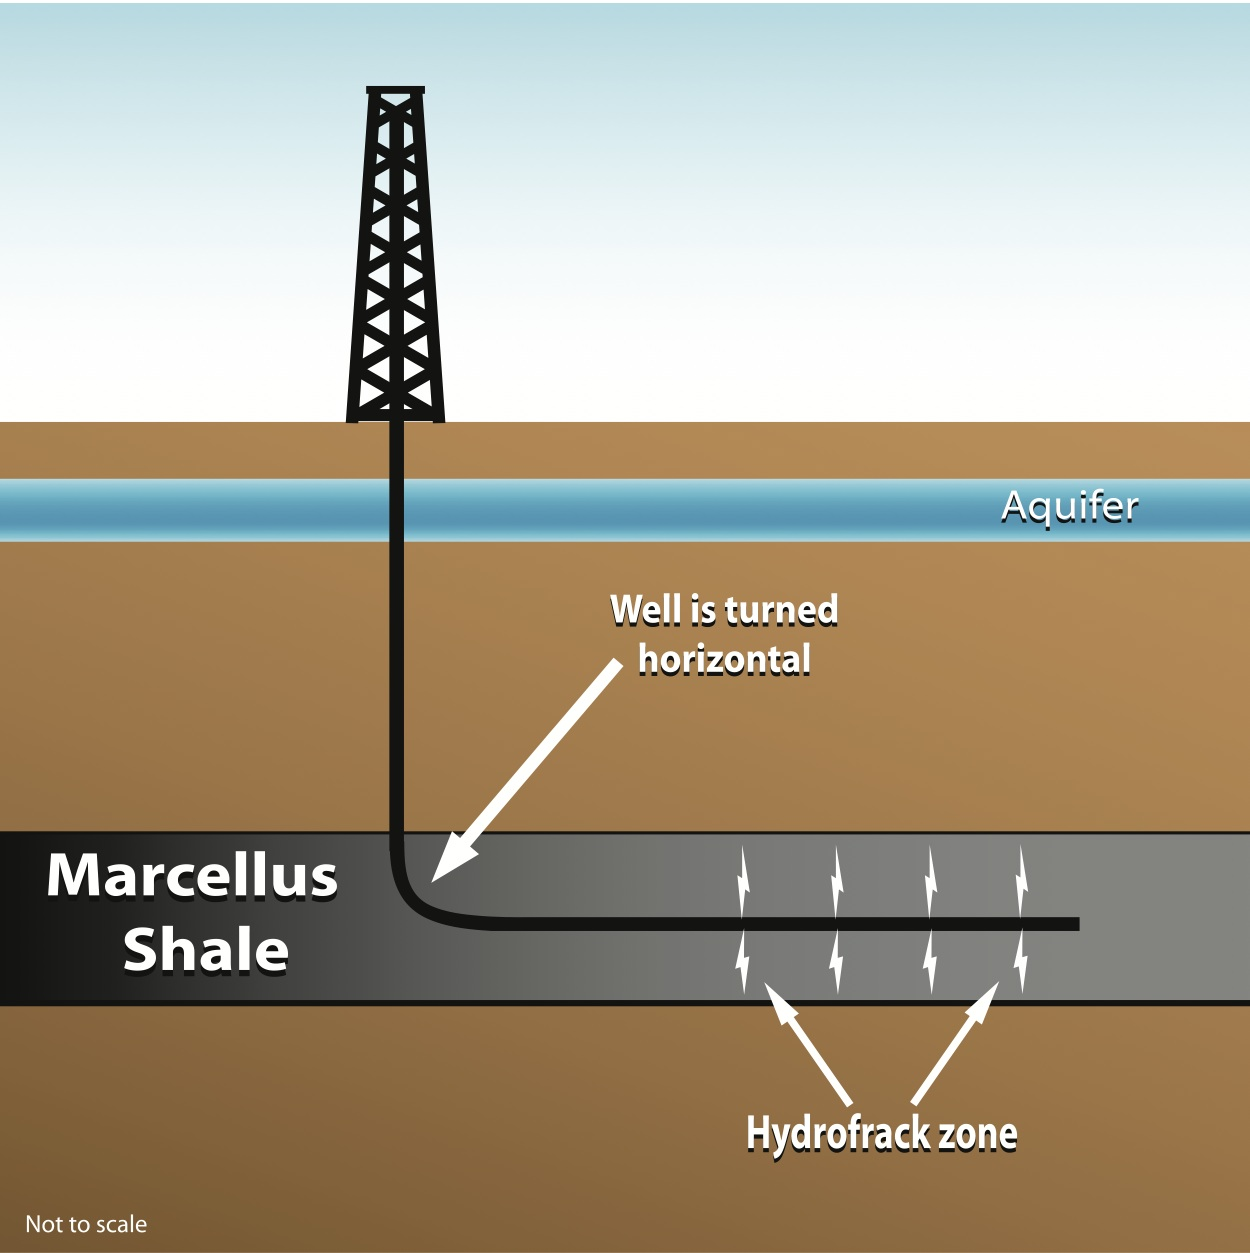 Aquifer
Well is turned
horizontal
Marcellus
Shale
Hydrofrack zone
Not to scale